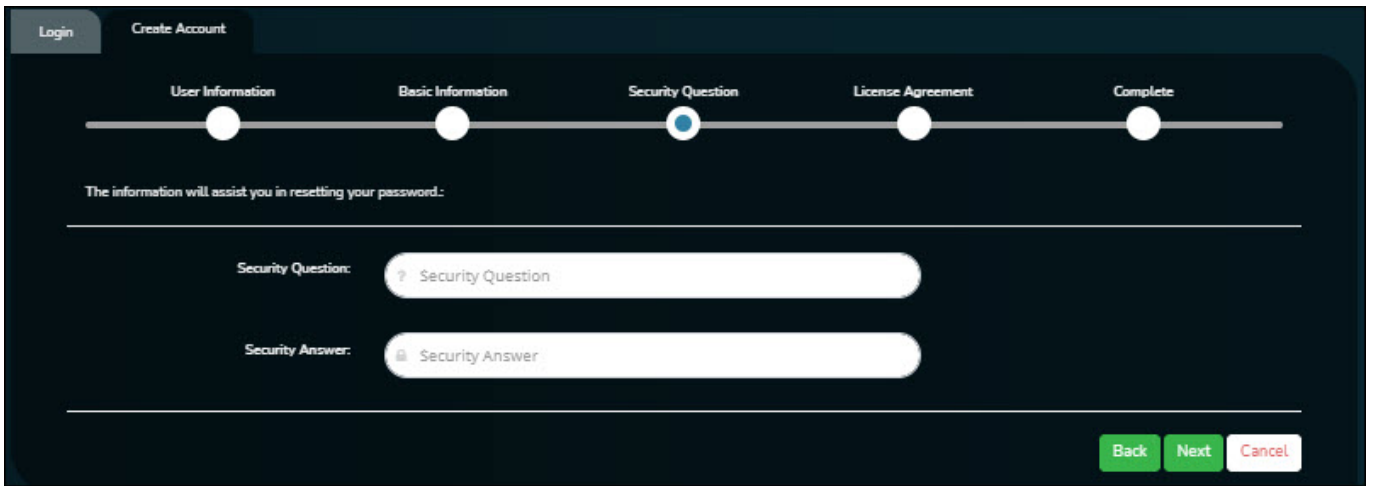 Login
Create Account
User Information
Basic Information
Security Question
License Agreement
Complete
The information will assist you in resetting your password.:
Security Question:
? Security Question
Security Answer:
Security Answer
Back
Next
Cancel